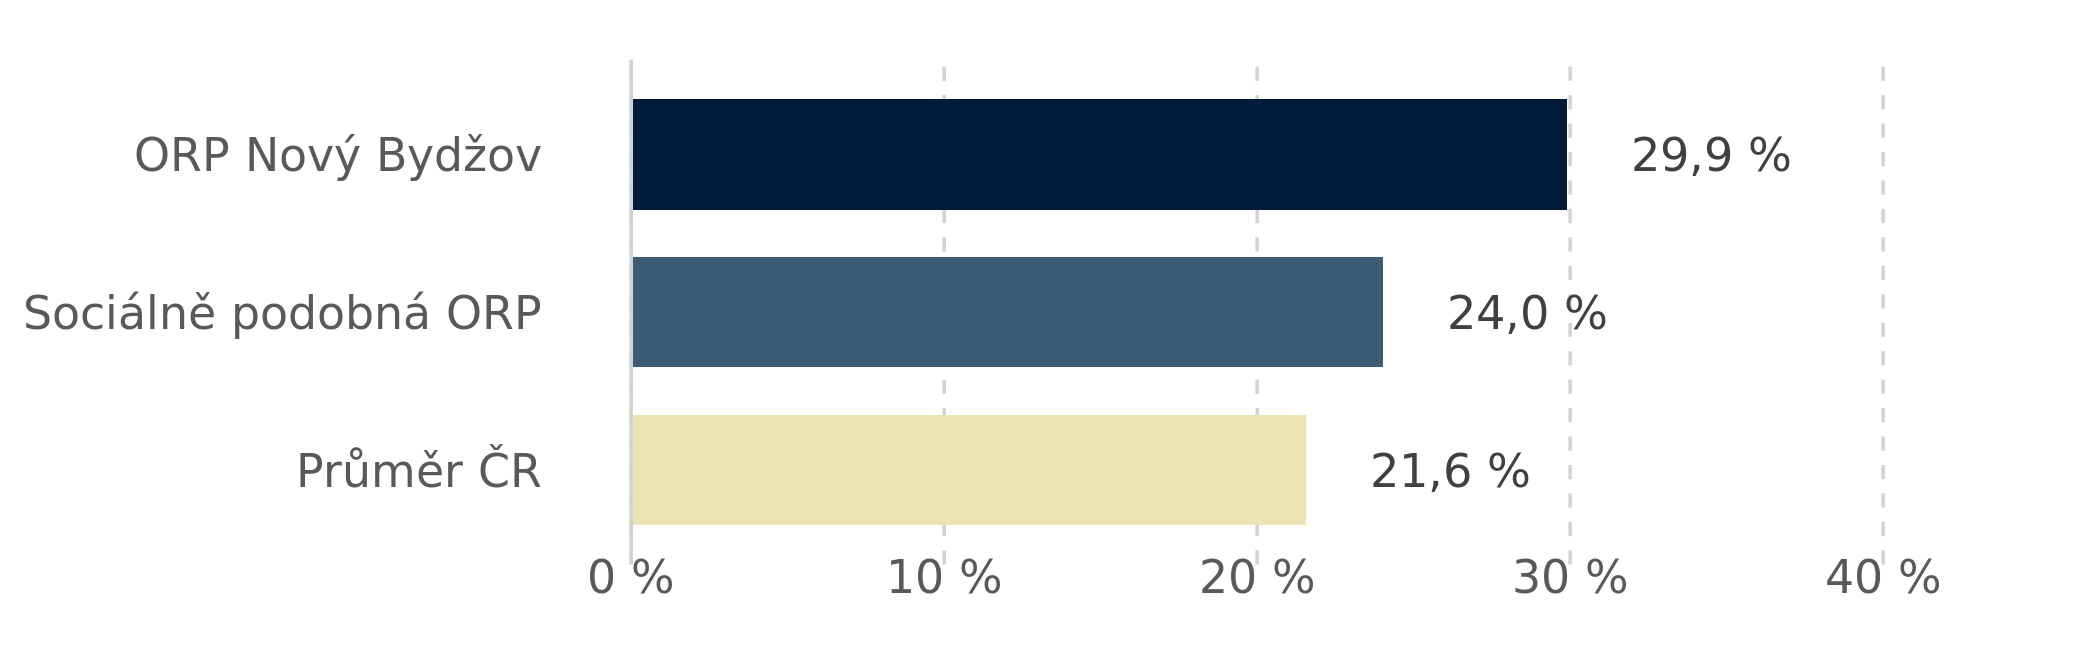 ORP Nový Bydžov
29,9 %
Sociálně podobná ORP
24,0 %
Průměr ČR
21,6 %
0 %
10 %
20 %
30 %
40 %